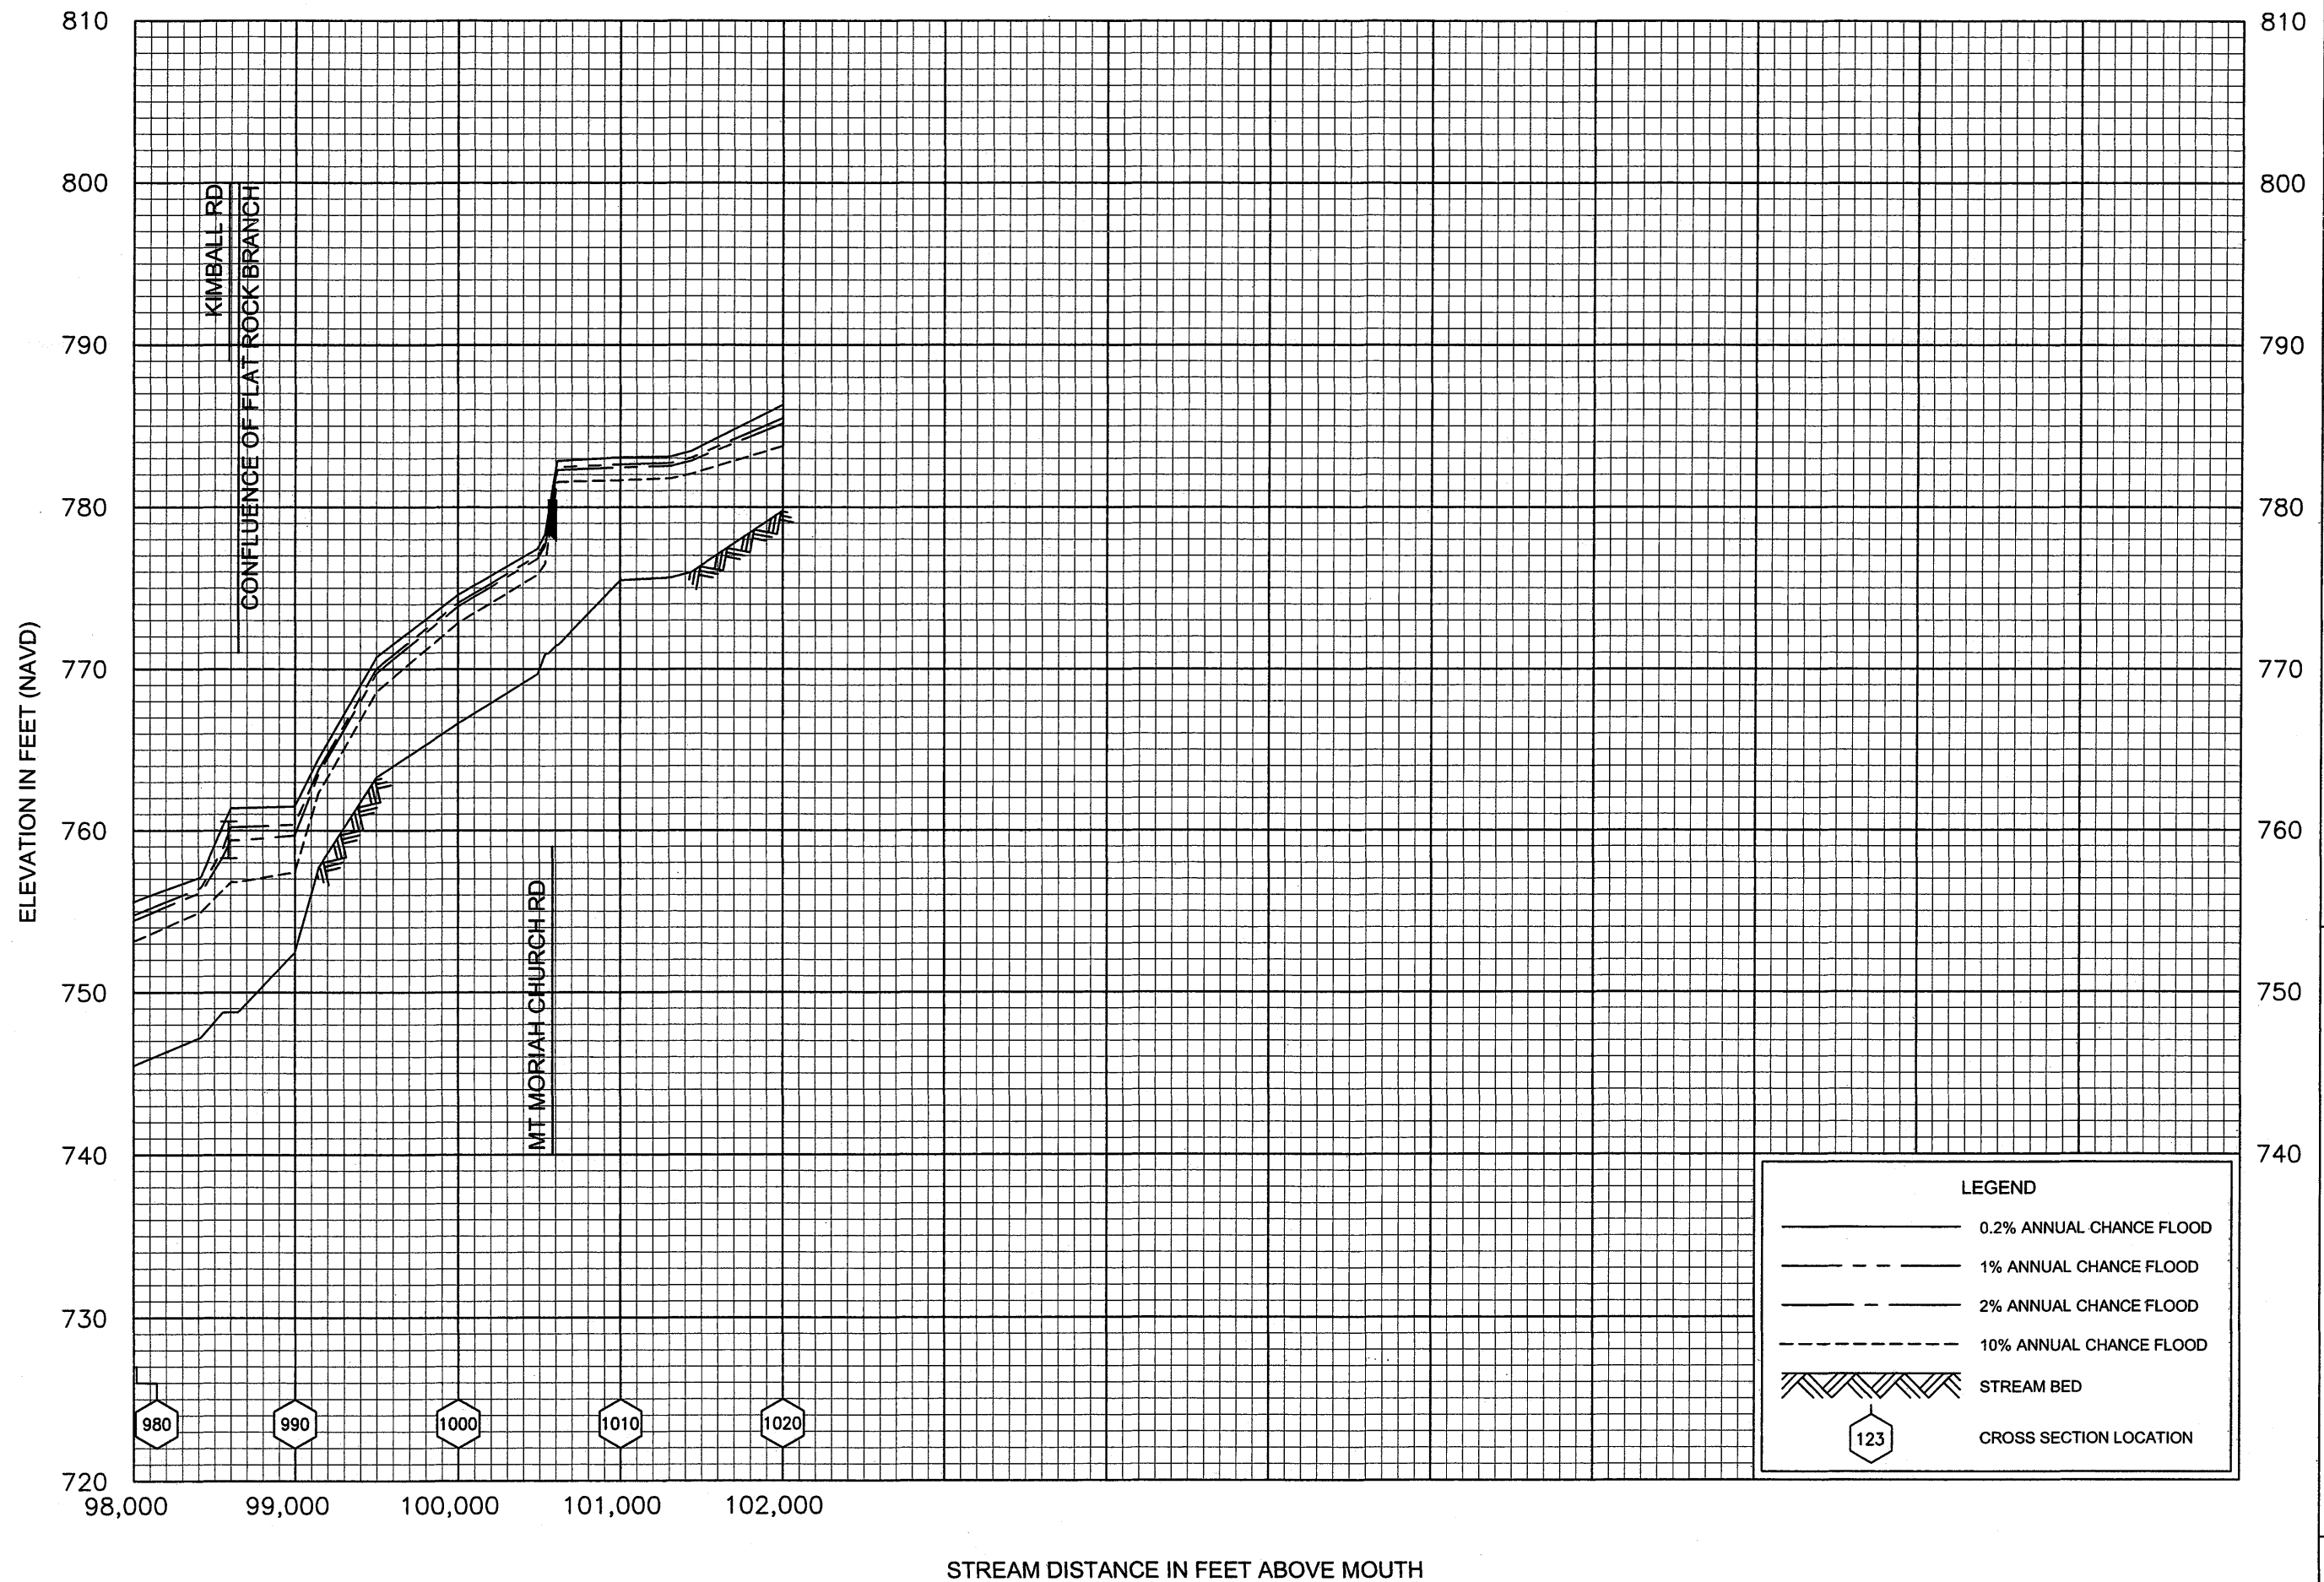 810
800
790
780
770
760
750
740
730
720
ELEVATION IN FEET (NAVD)
810
800
790
780
770
760
750
740
KIMBALL RD
CONFLUENCE OF FLAT ROCK BRANCH
MT MORIAH CHURCH RD
980
990
1000
1010
1020
98,000
99,000
100,000
101,000
102,000
STREAM DISTANCE IN FEET ABOVE MOUTH
LEGEND
0.2% ANNUAL CHANCE FLOOD
1% ANNUAL CHANCE FLOOD
2% ANNUAL CHANCE FLOOD
10% ANNUAL CHANCE FLOOD
STREAM BED
123
CROSS SECTION LOCATION